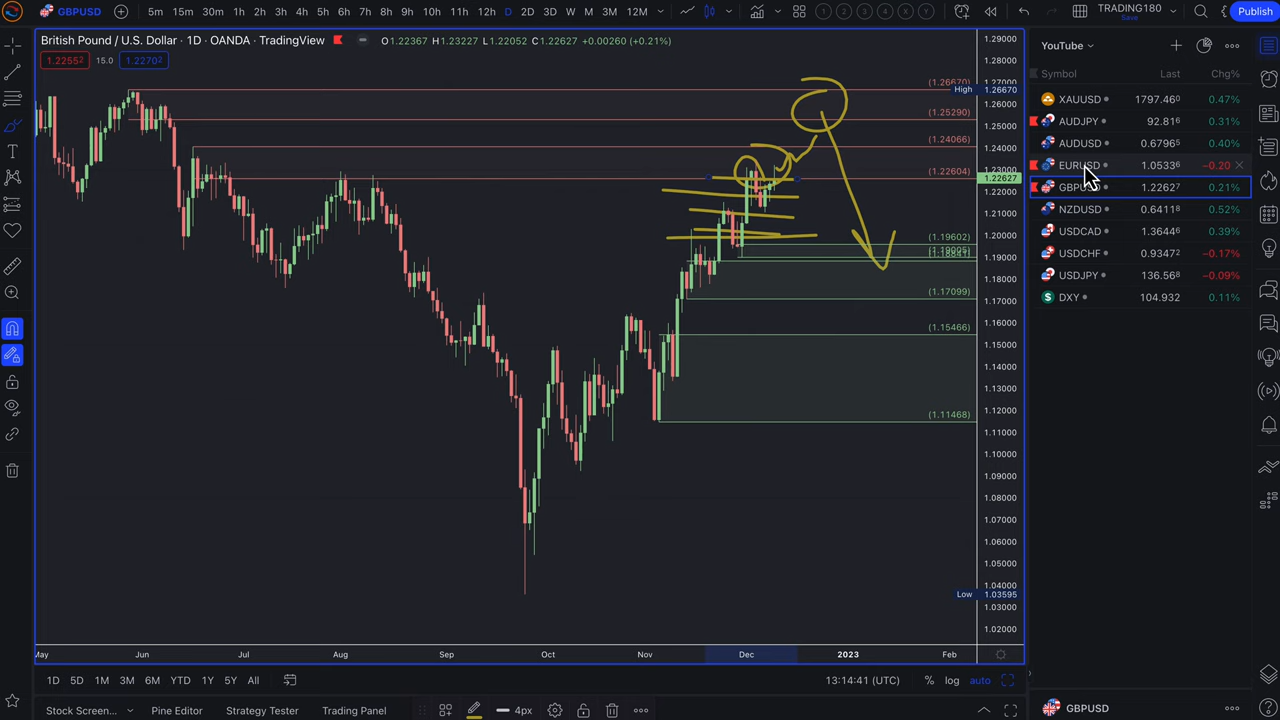 GBPUSD 5m 15m 30m 1h 2h 3h 4h 5h 6h 7h 8h 9h 10h 11h 12h D 2D 3D W M 3M 12M TRADING180 Save Publish
British Pound / U.S. Dollar · 1D · OANDA · TradingView O1.22367 H1.23227 L1.22052 C1.22627 +0.00260 (+0.21%)
1.22552 15.0 1.22702
YouTube
Symbol Last Chg%
XAUUSD 1797.460 0.47%
AUDJPY 92.816 0.31%
AUDUSD 0.67965 0.40%
EURUSD 1.05336 −0.20
GBPUSD 1.22627 0.21%
NZDUSD 0.64118 0.52%
USDCAD 1.36446 0.39%
USDCHF 0.93472 −0.17%
USDJPY 136.568 −0.09%
DXY 104.932 0.11%
(1.26670)
(1.25290)
(1.24066)
(1.22604)
(1.19602)
(1.18841)
(1.17099)
(1.15466)
(1.11468)
1.29000
1.28000
1.27000
High 1.26670
1.26000
1.25000
1.24000
1.23000
1.22627
1.22000
1.21000
1.20000
1.19000
1.18000
1.17000
1.16000
1.15000
1.14000
1.13000
1.12000
1.11000
1.10000
1.09000
1.08000
1.07000
1.06000
1.05000
1.04000
Low 1.03595
1.03000
1.02000
May Jun Jul Aug Sep Oct Nov Dec 2023 Feb
1D 5D 1M 3M 6M YTD 1Y 5Y All 13:14:41 (UTC) % log auto
Stock Screen... Pine Editor Strategy Tester Trading Panel 4px GBPUSD